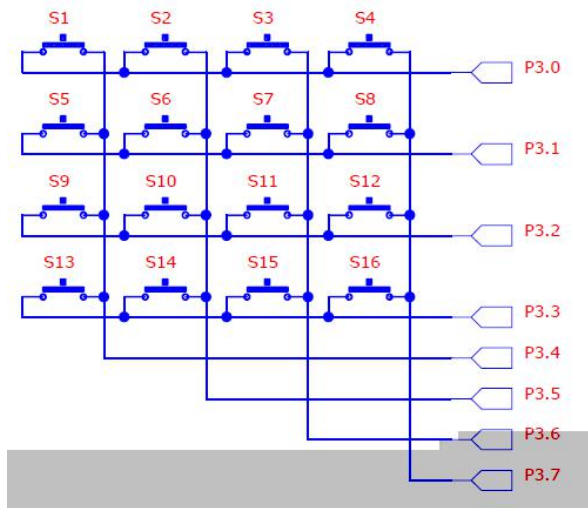 S1 S2 S3 S4
P3.0
S5 S6 S7 S8
P3.1
S9 S10 S11 S12
P3.2
S13 S14 S15 S16
P3.3
P3.4
P3.5
P3.6
P3.7